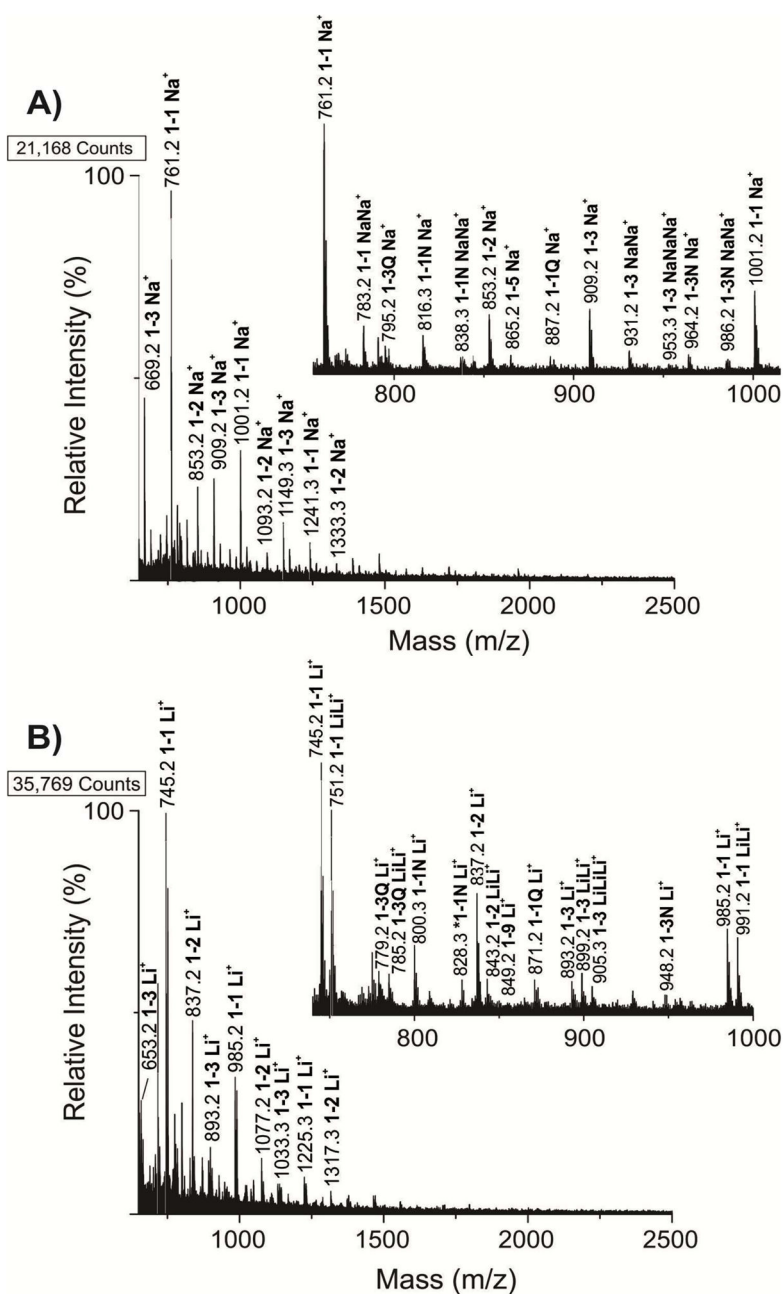 A)
21,168 Counts
100
Relative Intensity (%)
669.2 1-3 Na+
761.2 1-1 Na+
853.2 1-2 Na+
909.2 1-3 Na+
1001.2 1-1 Na+
1093.2 1-2 Na+
1149.3 1-3 Na+
1241.3 1-1 Na+
1333.3 1-2 Na+
1000
1500
2000
2500
Mass (m/z)
761.2 1-1 Na+
783.2 1-1 NaNa+
795.2 1-3Q Na+
816.3 1-1N Na+
838.3 1-1N NaNa+
853.2 1-2 Na+
865.2 1-5 Na+
887.2 1-1Q Na+
909.2 1-3 Na+
931.2 1-3 NaNa+
953.3 1-3 NaNaNa+
964.2 1-3N Na+
986.2 1-3N NaNa+
1001.2 1-1 Na+
800
900
1000
B)
35,769 Counts
100
Relative Intensity (%)
653.2 1-3 Li+
745.2 1-1 Li+
837.2 1-2 Li+
893.2 1-3 Li+
985.2 1-1 Li+
1077.2 1-2 Li+
1033.3 1-3 Li+
1225.3 1-1 Li+
1317.3 1-2 Li+
1000
1500
2000
2500
Mass (m/z)
745.2 1-1 Li+
751.2 1-1 LiLi+
779.2 1-3Q Li+
785.2 1-3Q LiLi+
800.3 1-1N Li+
828.3 *1-1N Li+
837.2 1-2 Li+
843.2 1-2 LiLi+
849.2 1-9 Li+
871.2 1-1Q Li+
893.2 1-3 Li+
899.2 1-3 LiLi+
905.3 1-3 LiLiLi+
948.2 1-3N Li+
985.2 1-1 Li+
991.2 1-1 LiLi+
800
900
1000